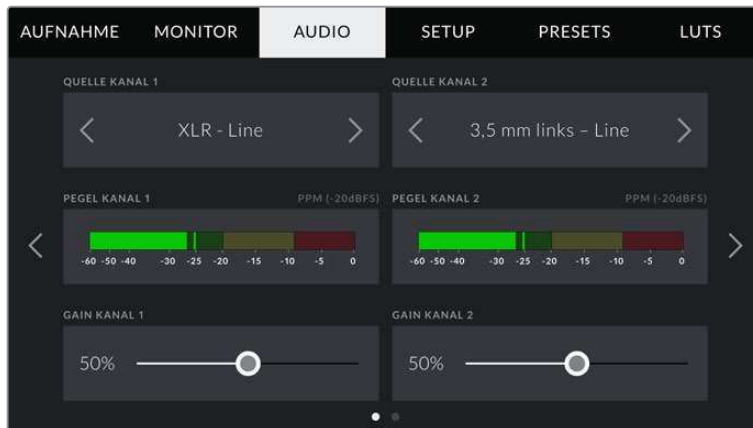 AUFNAHME MONITOR AUDIO SETUP PRESETS LUTS
QUELLE KANAL 1 QUELLE KANAL 2
XLR - Line 3,5 mm links – Line
PEGEL KANAL 1 PPM (-20dBFS) PEGEL KANAL 2 PPM (-20dBFS)
-60 -50 -40 -30 -25 -20 -15 -10 -5 0 -60 -50 -40 -30 -25 -20 -15 -10 -5 0
GAIN KANAL 1 GAIN KANAL 2
50% 50%